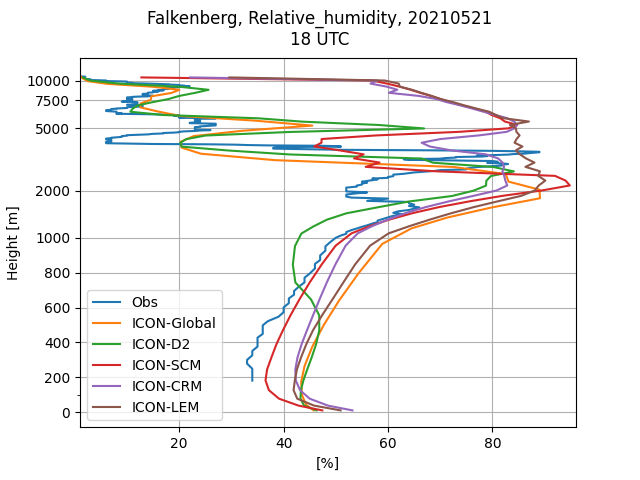 Falkenberg, Relative_humidity, 20210521
18 UTC
10000
7500
5000
2000
1000
800
600
400
200
0
Height [m]
Obs
ICON-Global
ICON-D2
ICON-SCM
ICON-CRM
ICON-LEM
20
40
60
80
[%]